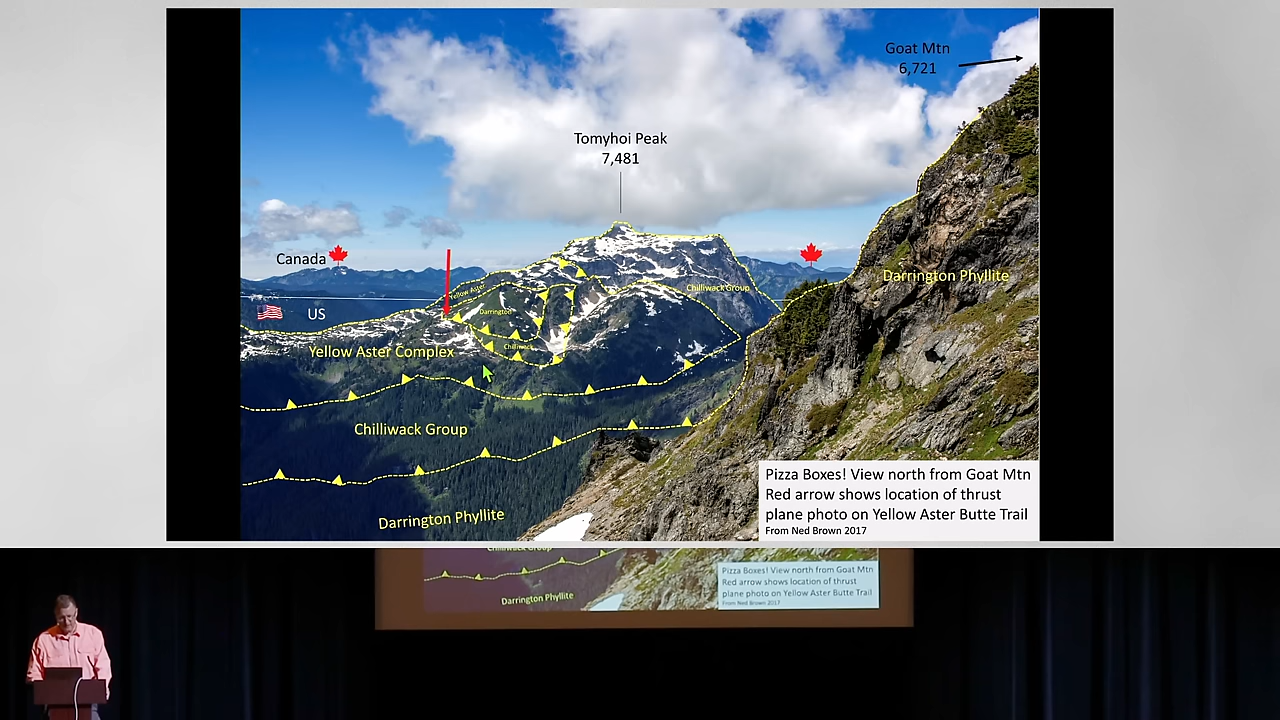 Goat Mtn
6,721
Tomyhoi Peak
7,481
Canada
US
Yellow Aster
Darrington
Chilliwack
Chilliwack Group
Darrington Phyllite
Yellow Aster Complex
Chilliwack Group
Darrington Phyllite
Pizza Boxes! View north from Goat Mtn
Red arrow shows location of thrust
plane photo on Yellow Aster Butte Trail
From Ned Brown 2017
Chilliwack Group
Darrington Phyllite
Pizza Boxes! View north from Goat Mtn
Red arrow shows location of thrust
plane photo on Yellow Aster Butte Trail
From Ned Brown 2017